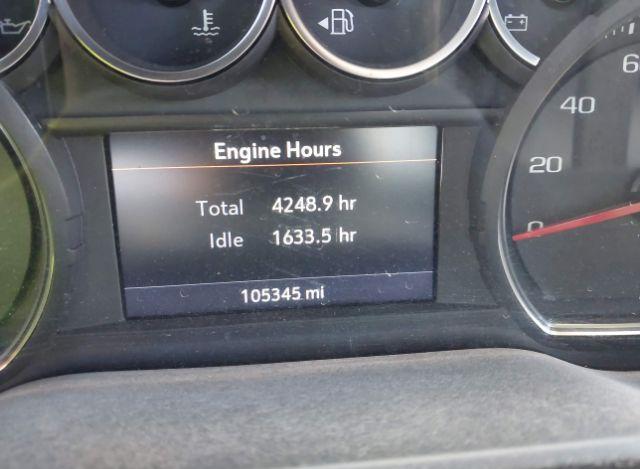 Engine Hours
Total 4248.9 hr
Idle 1633.5 hr
105345 mi
0
20
40